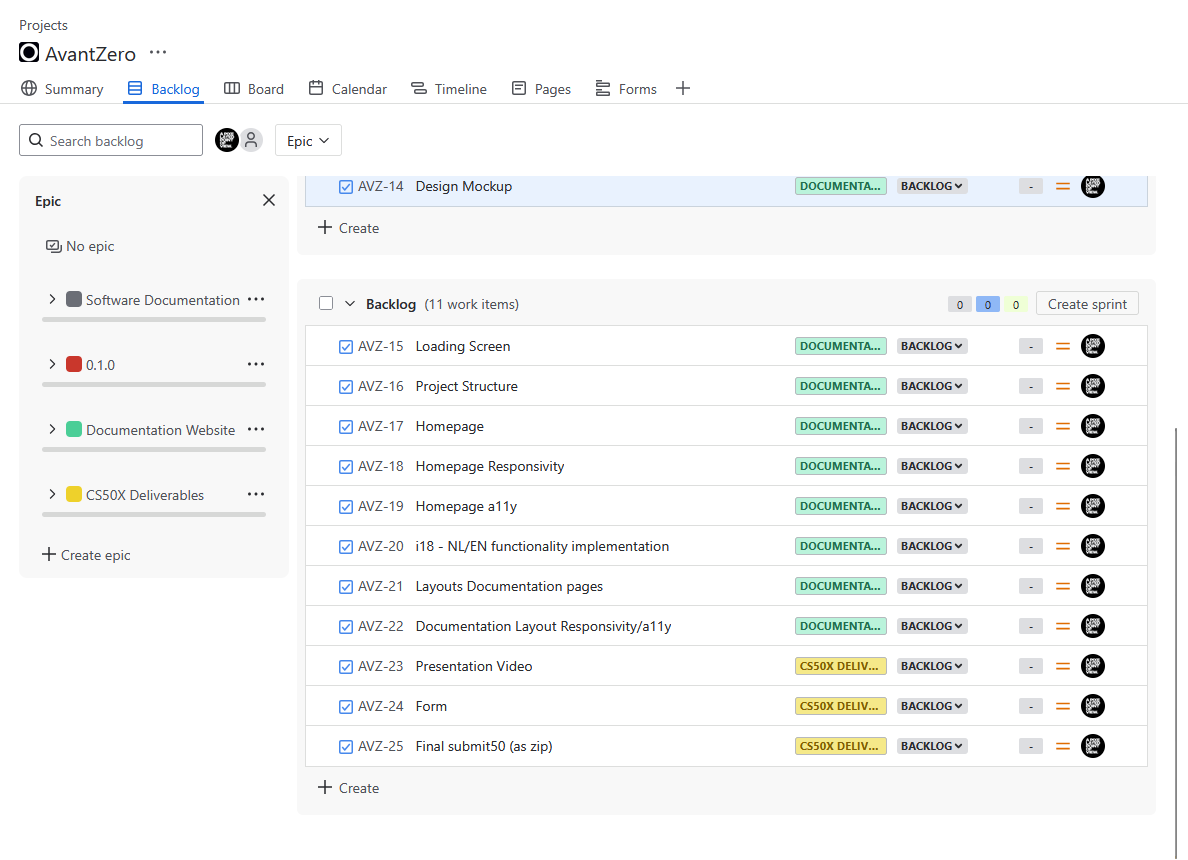 Projects
AvantZero
Summary Backlog Board Calendar Timeline Pages Forms
Search backlog Epic
Epic
No epic
Software Documentation
0.1.0
Documentation Website
CS50X Deliverables
Create epic
AVZ-14 Design Mockup DOCUMENTA... BACKLOG -
Create
Backlog (11 work items) 0 0 0 Create sprint
AVZ-15 Loading Screen DOCUMENTA... BACKLOG -
AVZ-16 Project Structure DOCUMENTA... BACKLOG -
AVZ-17 Homepage DOCUMENTA... BACKLOG -
AVZ-18 Homepage Responsivity DOCUMENTA... BACKLOG -
AVZ-19 Homepage a11y DOCUMENTA... BACKLOG -
AVZ-20 i18 - NL/EN functionality implementation DOCUMENTA... BACKLOG -
AVZ-21 Layouts Documentation pages DOCUMENTA... BACKLOG -
AVZ-22 Documentation Layout Responsivity/a11y DOCUMENTA... BACKLOG -
AVZ-23 Presentation Video CS50X DELIV... BACKLOG -
AVZ-24 Form CS50X DELIV... BACKLOG -
AVZ-25 Final submit50 (as zip) CS50X DELIV... BACKLOG -
Create